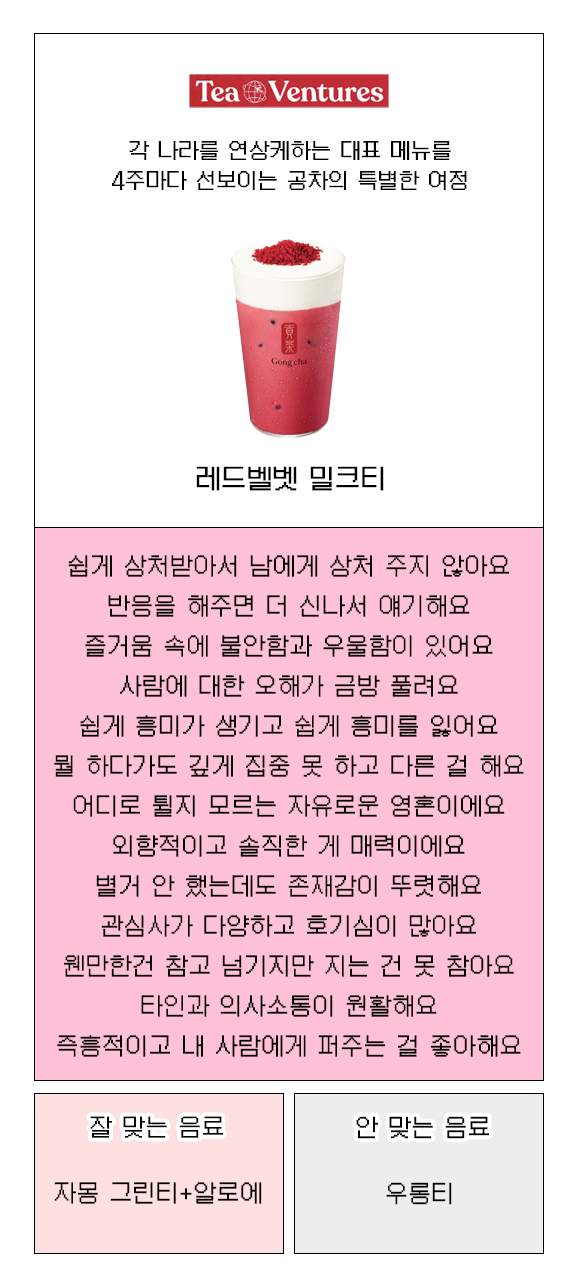 Tea Ventures
각 나라를 연상케하는 대표 메뉴를
4주마다 선보이는 공차의 특별한 여정
貢茶
Gong cha
레드벨벳 밀크티
쉽게 상처받아서 남에게 상처 주지 않아요
반응을 해주면 더 신나서 얘기해요
즐거움 속에 불안함과 우울함이 있어요
사람에 대한 오해가 금방 풀려요
쉽게 흥미가 생기고 쉽게 흥미를 잃어요
뭘 하다가도 깊게 집중 못 하고 다른 걸 해요
어디로 튈지 모르는 자유로운 영혼이에요
외향적이고 솔직한 게 매력이에요
별거 안 했는데도 존재감이 뚜렷해요
관심사가 다양하고 호기심이 많아요
웬만한건 참고 넘기지만 지는 건 못 참아요
타인과 의사소통이 원활해요
즉흥적이고 내 사람에게 퍼주는 걸 좋아해요
잘 맞는 음료
자몽 그린티+알로에
안 맞는 음료
우롱티